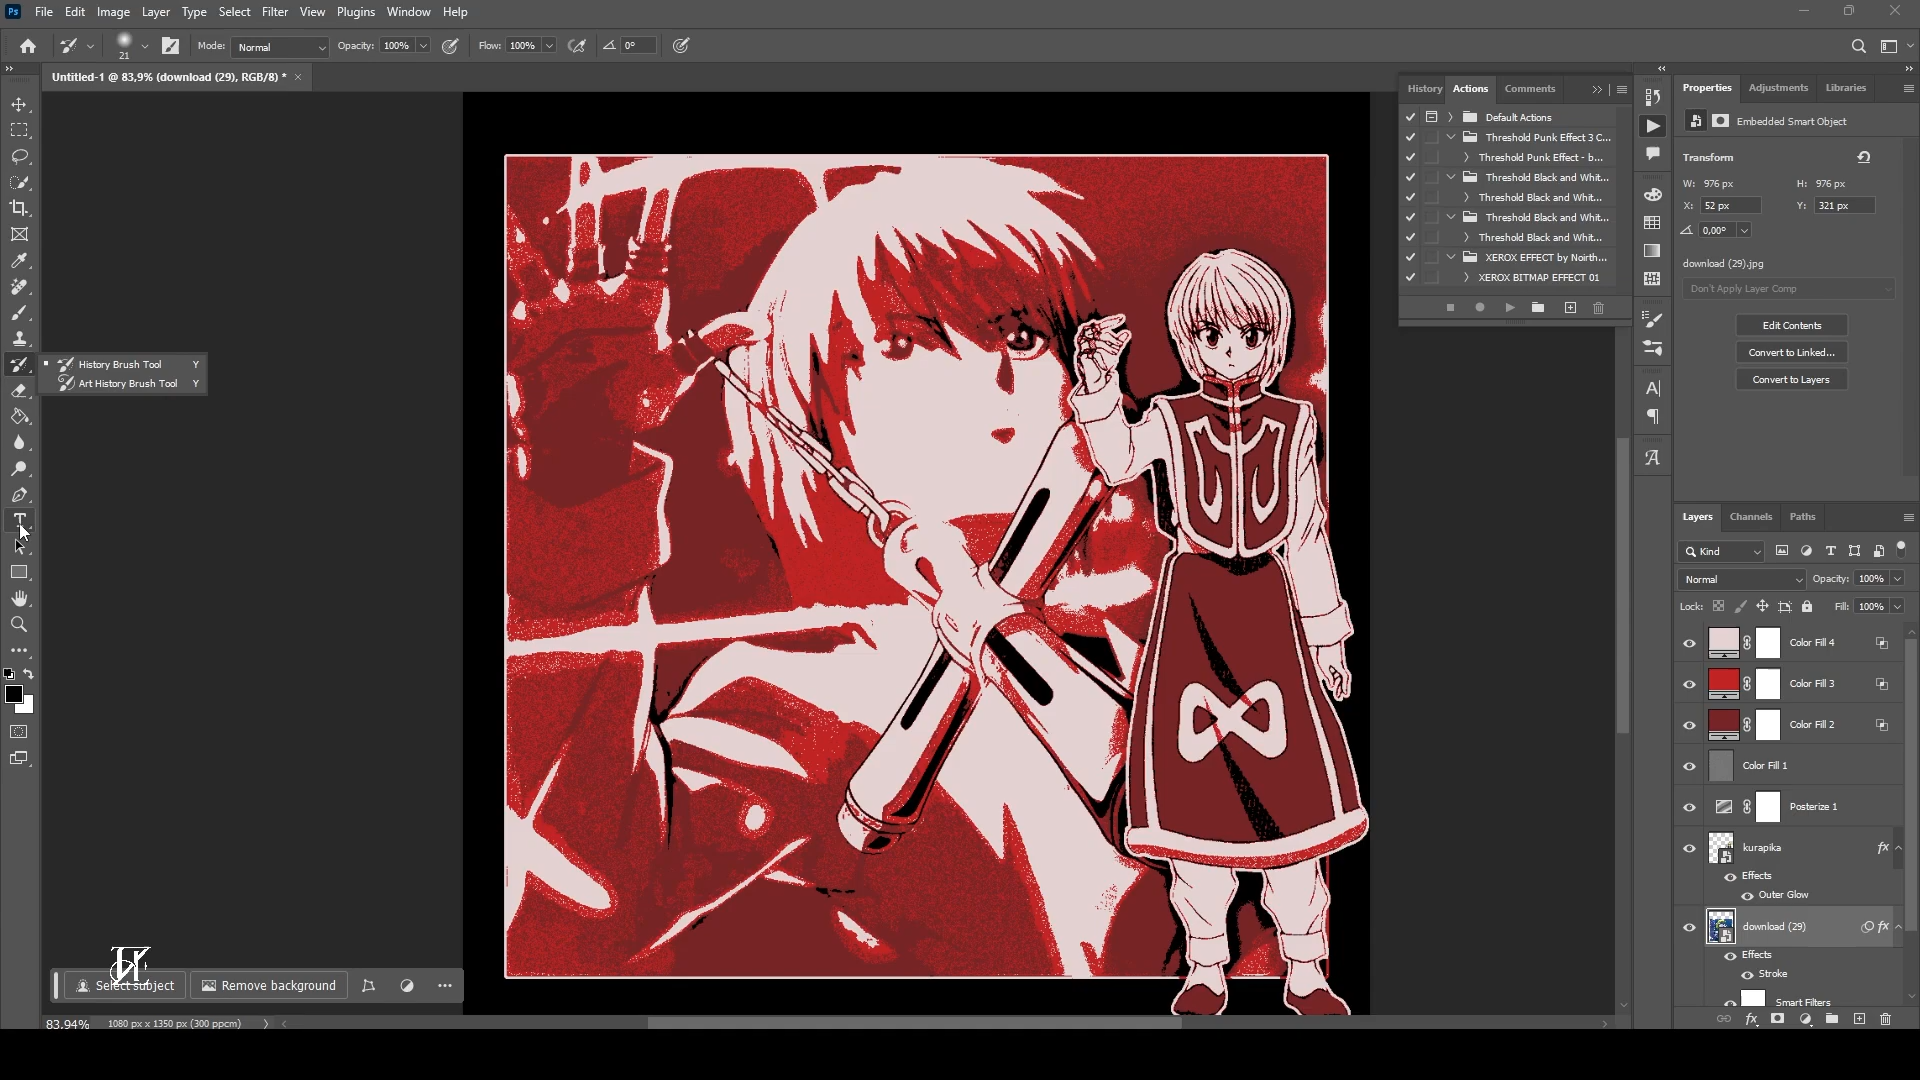 Ps File Edit Image Layer Type Select Filter View Plugins Window Help
21 Mode: Normal Opacity: 100% Flow: 100% 0°
Untitled-1 @ 83,9% (download (29), RGB/8) * ×
History Actions Comments
Default Actions
Threshold Punk Effect 3 C...
Threshold Punk Effect - b...
Threshold Black and Whit...
Threshold Black and Whit...
Threshold Black and Whit...
Threshold Black and Whit...
XEROX EFFECT by Noirth...
XEROX BITMAP EFFECT 01
History Brush Tool Y
Art History Brush Tool Y
Properties Adjustments Libraries
Embedded Smart Object
Transform
W: 976 px H: 976 px
X: 52 px Y: 321 px
0,00°
download (29).jpg
Don't Apply Layer Comp
Edit Contents
Convert to Linked...
Convert to Layers
Layers Channels Paths
Kind
Normal Opacity: 100%
Lock: Fill: 100%
Color Fill 4
Color Fill 3
Color Fill 2
Color Fill 1
Posterize 1
kurapika fx
Effects
Outer Glow
download (29) fx
Effects
Stroke
Smart Filters
fx
Select subject Remove background
83,94% 1080 px x 1350 px (300 ppcm)